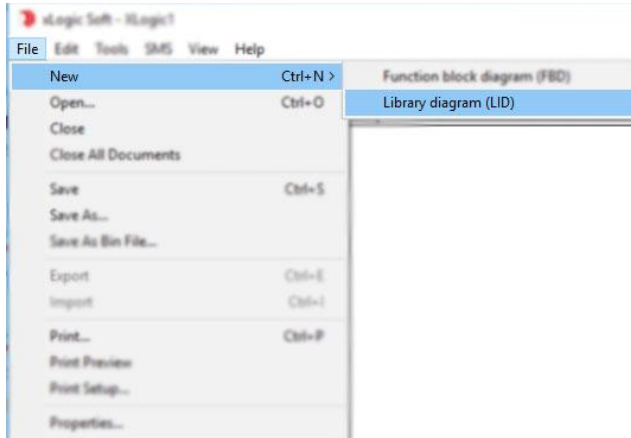 xLogic Soft - XLogic1
File Edit Tools SMS View Help
New Ctrl+N >
Function block diagram (FBD)
Open... Ctrl+O
Library diagram (LID)
Close
Close All Documents
Save Ctrl+S
Save As...
Save As Bin File...
Export Ctrl+E
Import Ctrl+I
Print... Ctrl+P
Print Preview
Print Setup...
Properties...